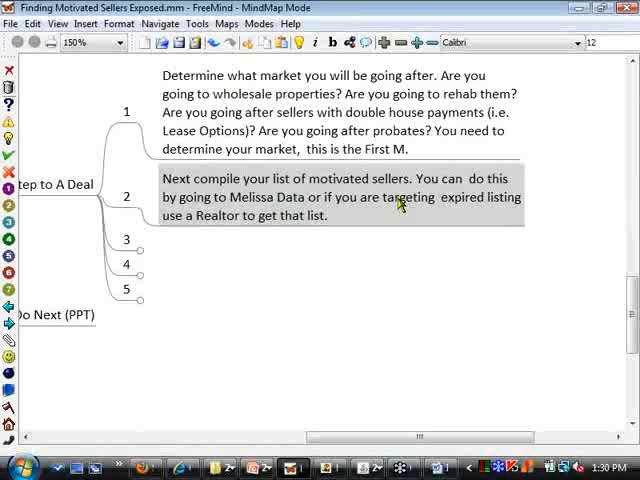 Finding Motivated Sellers Exposed.mm - FreeMind - MindMap Mode
File Edit View Insert Format Navigate Tools Maps Melissa Help
150% Calibri 12
1
Determine what market you will be going after. Are you
going to wholesale properties? Are you going to rehab them?
Are you going after sellers with double house payments (i.e.
Lease Options)? Are you going after probates? You need to
determine your market, this is the First M.
tep to A Deal
2
Next compile your list of motivated sellers. You can do this
by going to Melissa Data or if you are targeting expired listing
use a Realtor to get that list.
3
4
5
Do Next (PPT)
1:30 PM